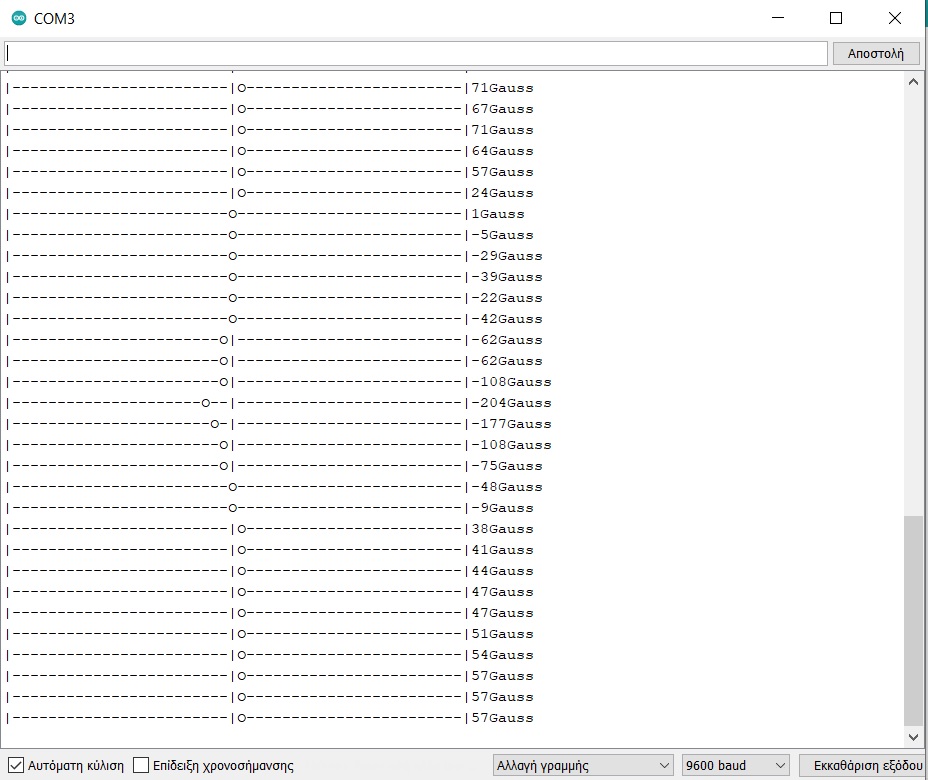 COM3
Αποστολή
|------------------------|o------------------------|71Gauss
|------------------------|o------------------------|67Gauss
|------------------------|o------------------------|71Gauss
|------------------------|o------------------------|64Gauss
|------------------------|o------------------------|57Gauss
|------------------------|o------------------------|24Gauss
|------------------------o-------------------------|1Gauss
|------------------------o-------------------------|-5Gauss
|------------------------o-------------------------|-29Gauss
|------------------------o-------------------------|-39Gauss
|------------------------o-------------------------|-22Gauss
|------------------------o-------------------------|-42Gauss
|-----------------------o|-------------------------|-62Gauss
|-----------------------o|-------------------------|-62Gauss
|-----------------------o|-------------------------|-108Gauss
|---------------------o--|-------------------------|-204Gauss
|----------------------o-|-------------------------|-177Gauss
|-----------------------o|-------------------------|-108Gauss
|-----------------------o|-------------------------|-75Gauss
|------------------------o-------------------------|-48Gauss
|------------------------o-------------------------|-9Gauss
|------------------------|o------------------------|38Gauss
|------------------------|o------------------------|41Gauss
|------------------------|o------------------------|44Gauss
|------------------------|o------------------------|47Gauss
|------------------------|o------------------------|47Gauss
|------------------------|o------------------------|51Gauss
|------------------------|o------------------------|54Gauss
|------------------------|o------------------------|57Gauss
|------------------------|o------------------------|57Gauss
|------------------------|o------------------------|57Gauss
Αυτόματη κύλιση Επίδειξη χρονοσήμανσης Αλλαγή γραμμής 9600 baud Εκκαθάριση εξόδου